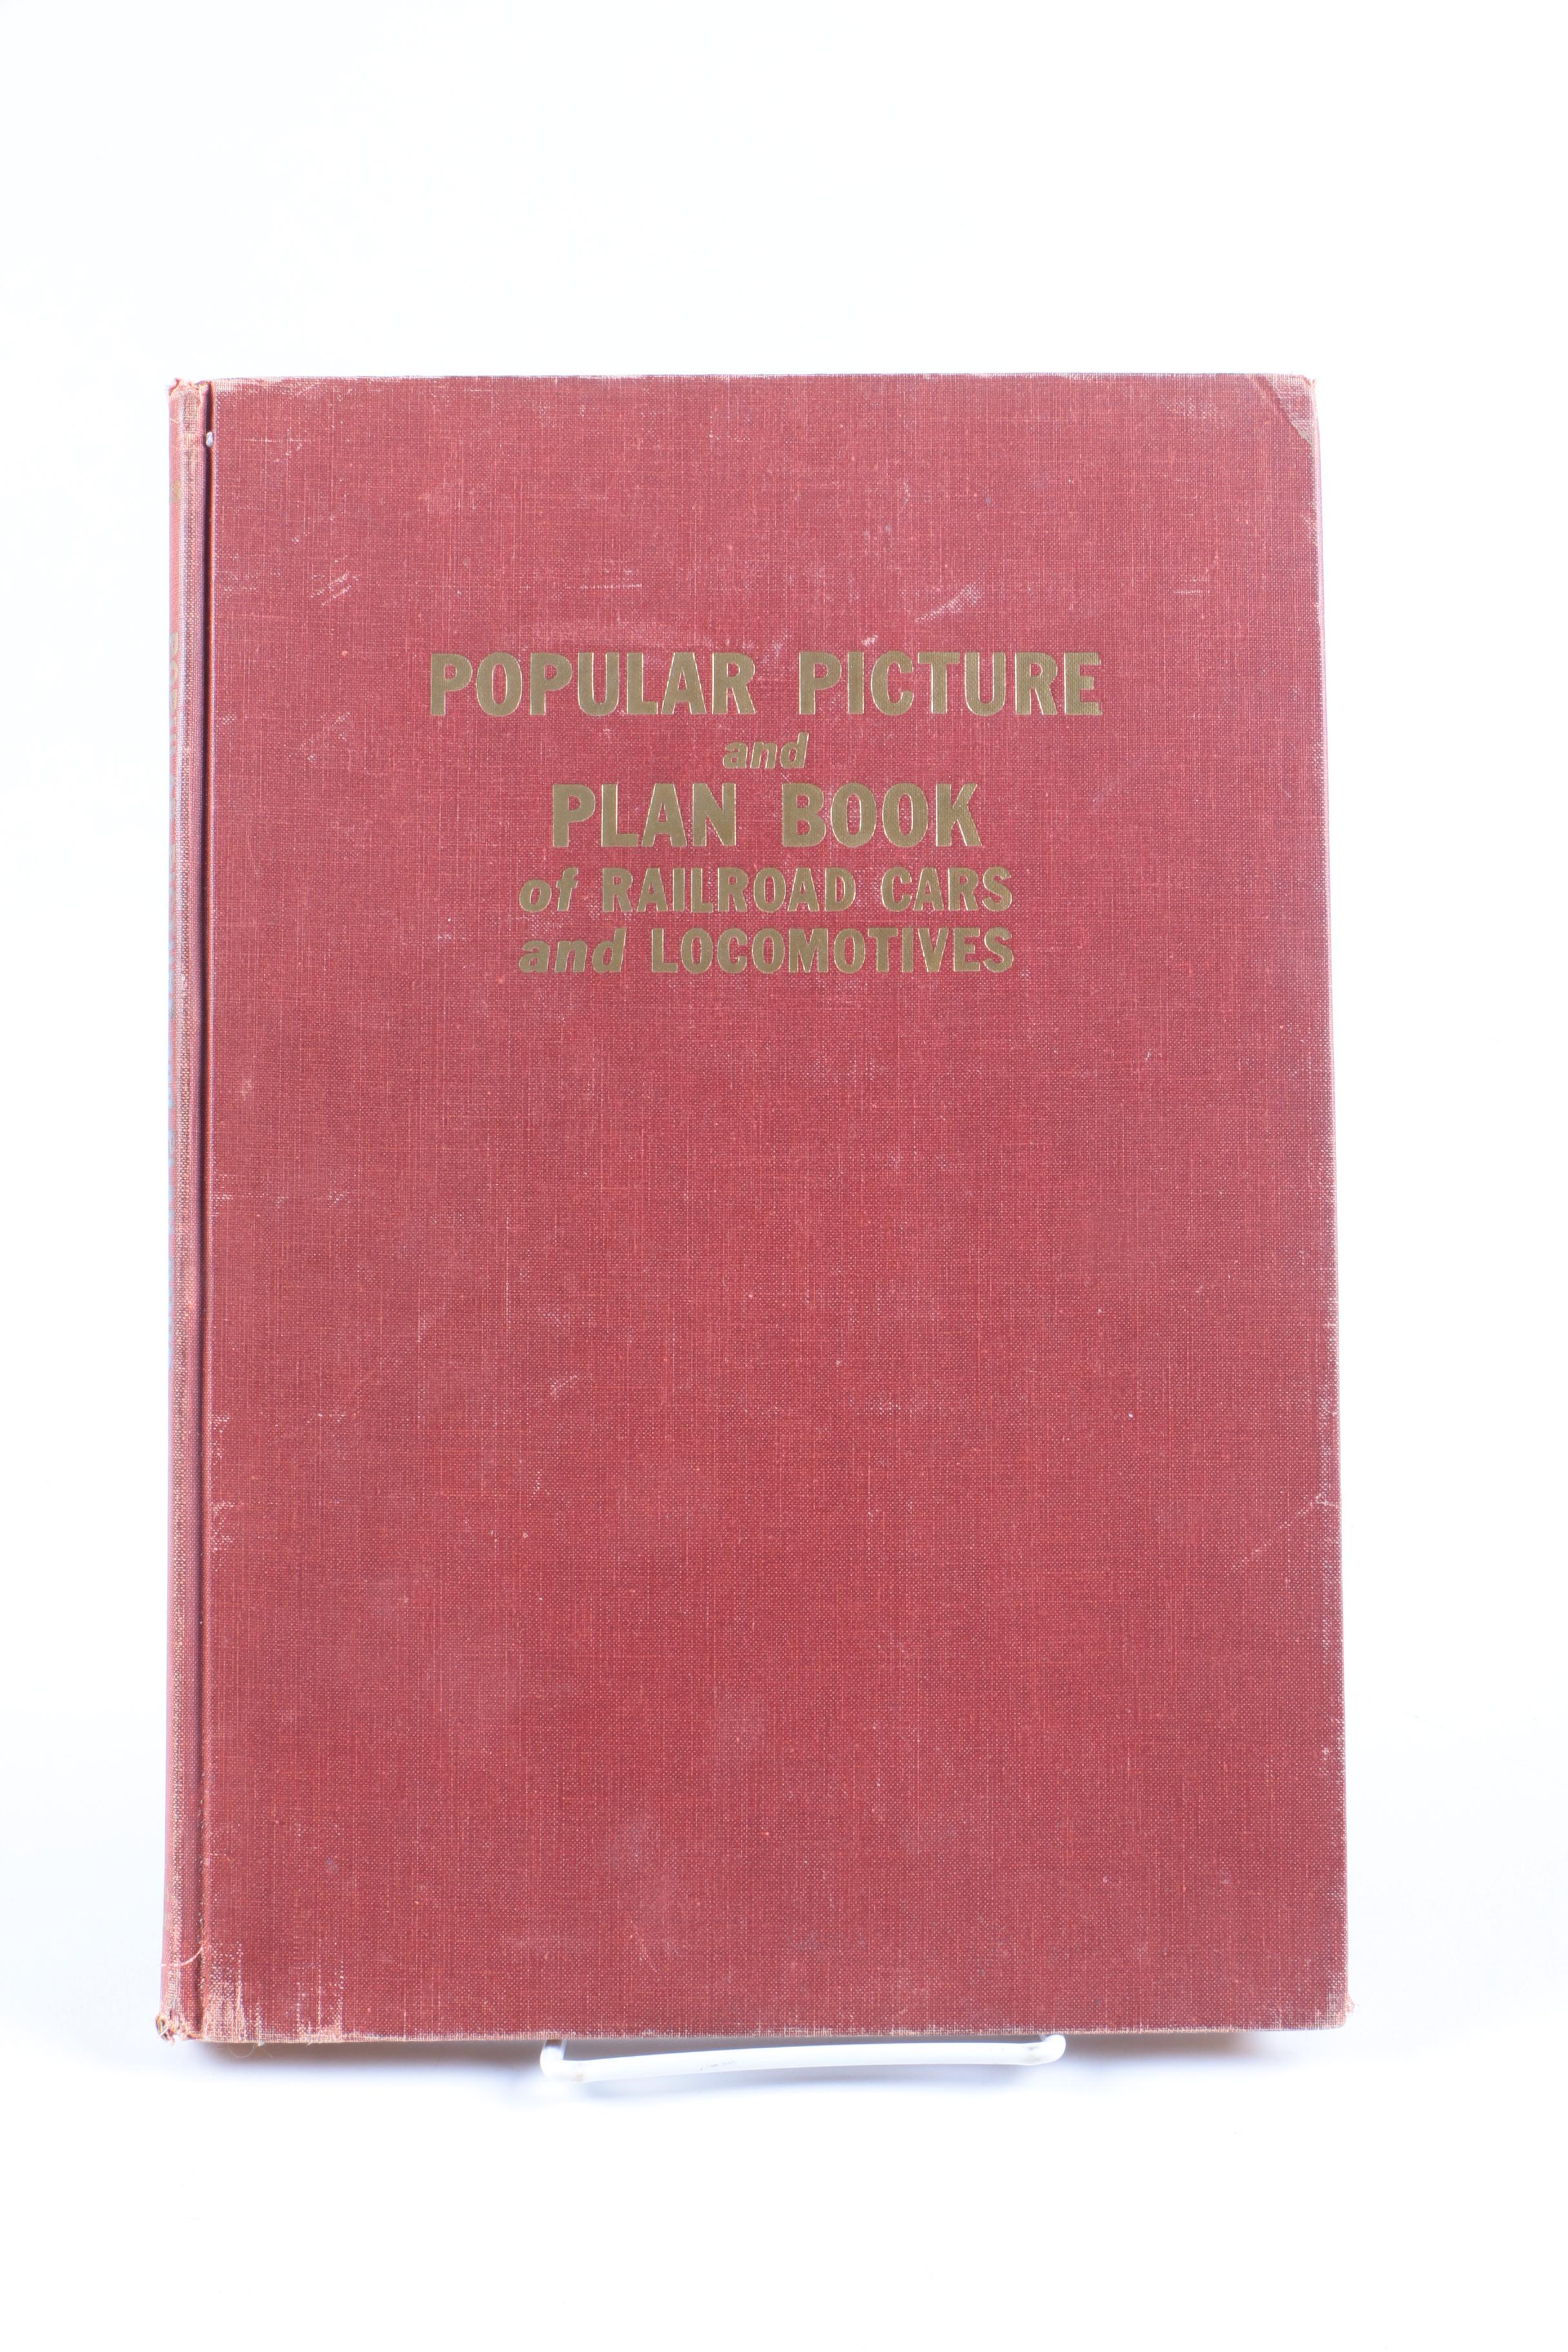 POPULAR PICTURE
and
PLAN BOOK
of RAILROAD CARS
and LOCOMOTIVES